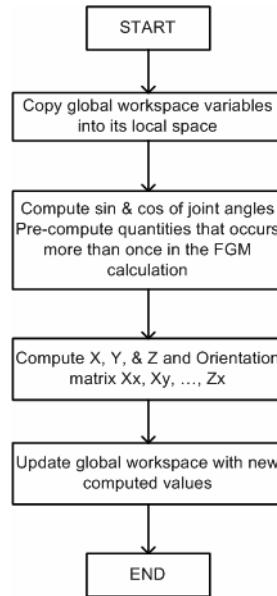 START
Copy global workspace variables
into its local space
Compute sin & cos of joint angles
Pre-compute quantities that occurs
more than once in the FGM
calculation
Compute X, Y, & Z and Orientation
matrix Xx, Xy, …, Zx
Update global workspace with new
computed values
END